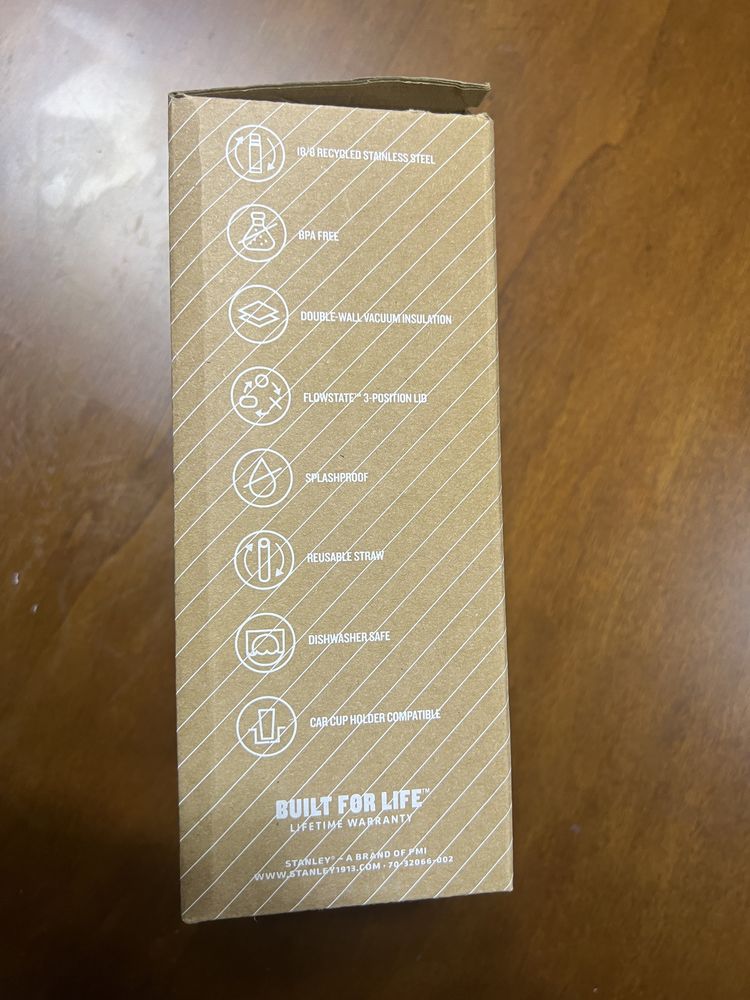 18/8 RECYCLED STAINLESS STEEL
BPA FREE
DOUBLE-WALL VACUUM INSULATION
FLOWSTATE™ 3-POSITION LID
SPLASHPROOF
REUSABLE STRAW
DISHWASHER SAFE
CAR CUP HOLDER COMPATIBLE
BUILT FOR LIFE™
LIFETIME WARRANTY
STANLEY® – A BRAND OF PMI
WWW.STANLEY1913.COM · 70-32066-002